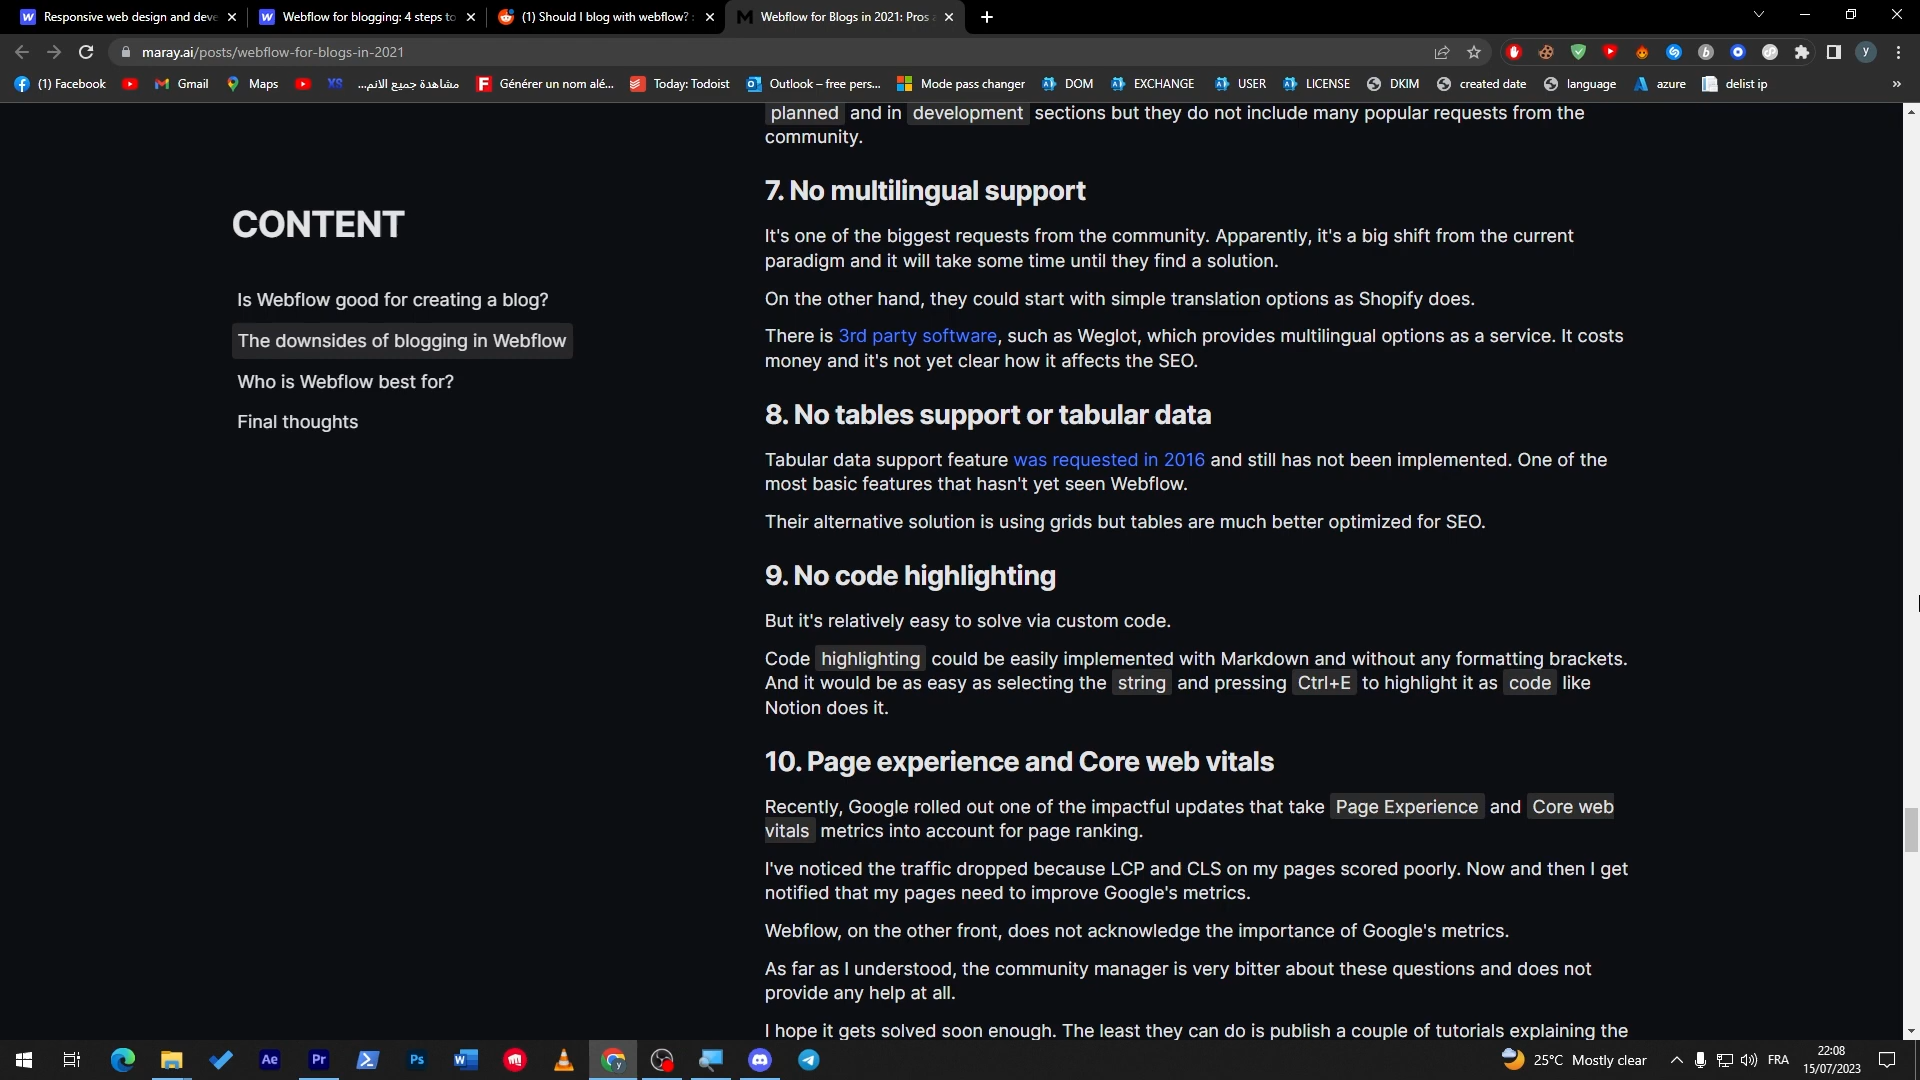 Responsive web design and deve
Webflow for blogging: 4 steps to
(1) Should I blog with webflow? :
Webflow for Blogs in 2021: Pros a
maray.ai/posts/webflow-for-blogs-in-2021
(1) Facebook
Gmail
Maps
XS
مشاهدة جميع الانم...
Générer un nom alé...
Today: Todoist
Outlook – free pers...
Mode pass changer
DOM
EXCHANGE
USER
LICENSE
DKIM
created date
language
azure
delist ip
»
planned and in development sections but they do not include many popular requests from the
community.
CONTENT
Is Webflow good for creating a blog?
The downsides of blogging in Webflow
Who is Webflow best for?
Final thoughts
7. No multilingual support
It's one of the biggest requests from the community. Apparently, it's a big shift from the current
paradigm and it will take some time until they find a solution.
On the other hand, they could start with simple translation options as Shopify does.
There is 3rd party software, such as Weglot, which provides multilingual options as a service. It costs
money and it's not yet clear how it affects the SEO.
8. No tables support or tabular data
Tabular data support feature was requested in 2016 and still has not been implemented. One of the
most basic features that hasn't yet seen Webflow.
Their alternative solution is using grids but tables are much better optimized for SEO.
9. No code highlighting
But it's relatively easy to solve via custom code.
Code highlighting could be easily implemented with Markdown and without any formatting brackets.
And it would be as easy as selecting the string and pressing Ctrl+E to highlight it as code like
Notion does it.
10. Page experience and Core web vitals
Recently, Google rolled out one of the impactful updates that take Page Experience and Core web
vitals metrics into account for page ranking.
I've noticed the traffic dropped because LCP and CLS on my pages scored poorly. Now and then I get
notified that my pages need to improve Google's metrics.
Webflow, on the other front, does not acknowledge the importance of Google's metrics.
As far as I understood, the community manager is very bitter about these questions and does not
provide any help at all.
I hope it gets solved soon enough. The least they can do is publish a couple of tutorials explaining the
Ae
Pr
Ps
25°C Mostly clear
FRA
22:08
15/07/2023